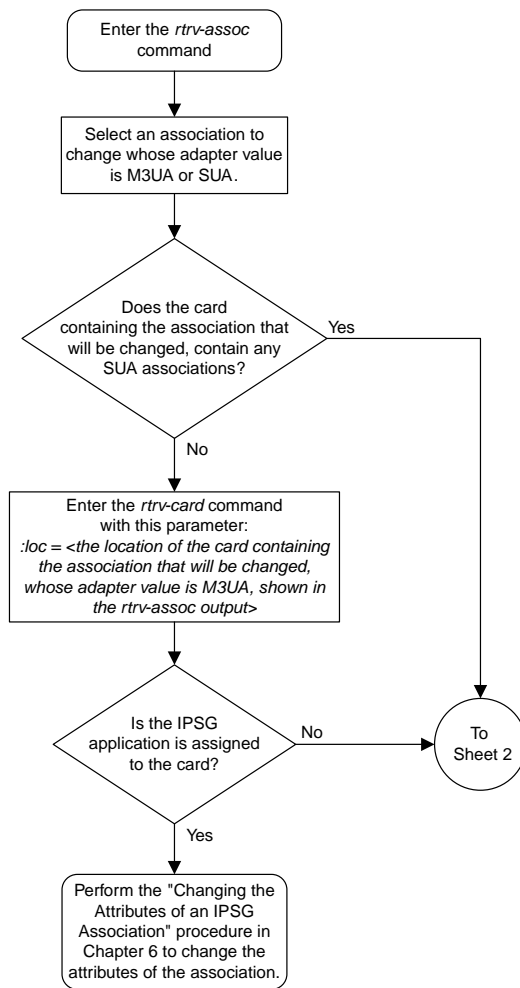 Enter the rtrv-assoc
command
Select an association to
change whose adapter value
is M3UA or SUA.
Does the card
containing the association that
will be changed, contain any
SUA associations?
Yes
No
Enter the rtrv-card command
with this parameter:
:loc = <the location of the card containing
the association that will be changed,
whose adapter value is M3UA, shown in
the rtrv-assoc output>
Is the IPSG
application is assigned
to the card?
No
To
Sheet 2
Yes
Perform the "Changing the
Attributes of an IPSG
Association" procedure in
Chapter 6 to change the
attributes of the association.